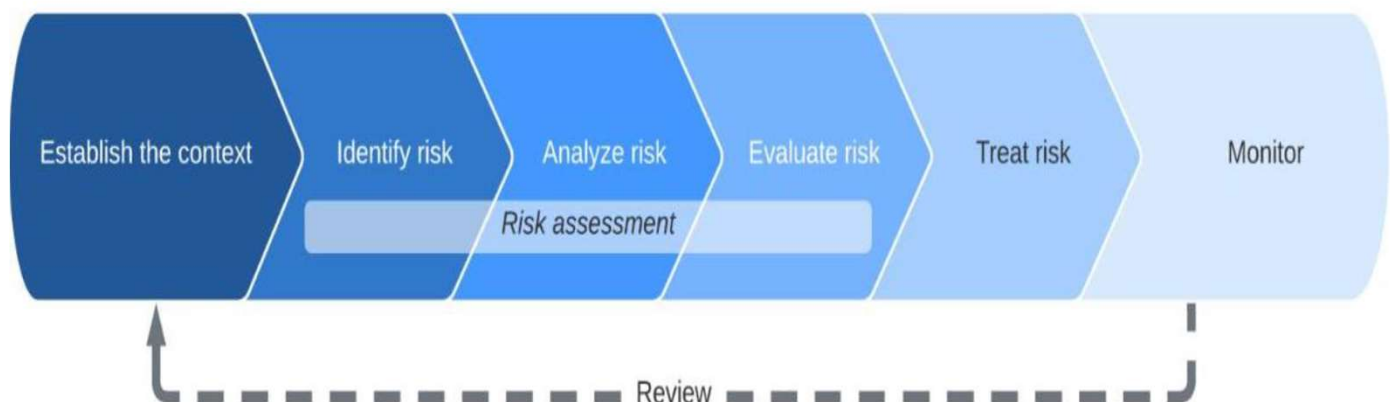 Establish the context
Identify risk
Analyze risk
Evaluate risk
Treat risk
Monitor
Risk assessment
Review